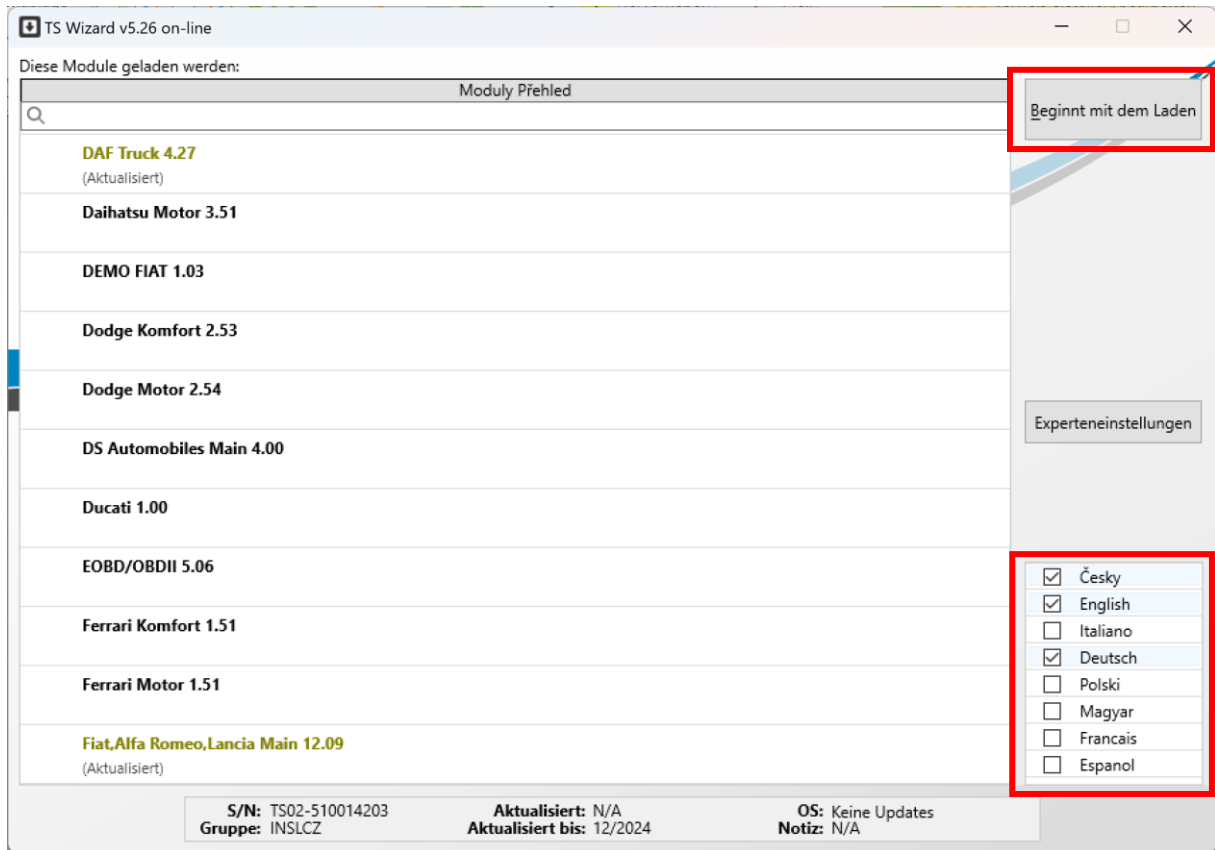 TS Wizard v5.26 on-line
Diese Module geladen werden:
Moduly Přehled
Beginnt mit dem Laden
DAF Truck 4.27
(Aktualisiert)
Daihatsu Motor 3.51
DEMO FIAT 1.03
Dodge Komfort 2.53
Dodge Motor 2.54
Experteneinstellungen
DS Automobiles Main 4.00
Ducati 1.00
EOBD/OBDII 5.06
Ferrari Komfort 1.51
Ferrari Motor 1.51
Fiat,Alfa Romeo,Lancia Main 12.09
(Aktualisiert)
Česky
English
Italiano
Deutsch
Polski
Magyar
Francais
Espanol
S/N: TS02-510014203 Aktualisiert: N/A OS: Keine Updates
Gruppe: INSLCZ Aktualisiert bis: 12/2024 Notiz: N/A